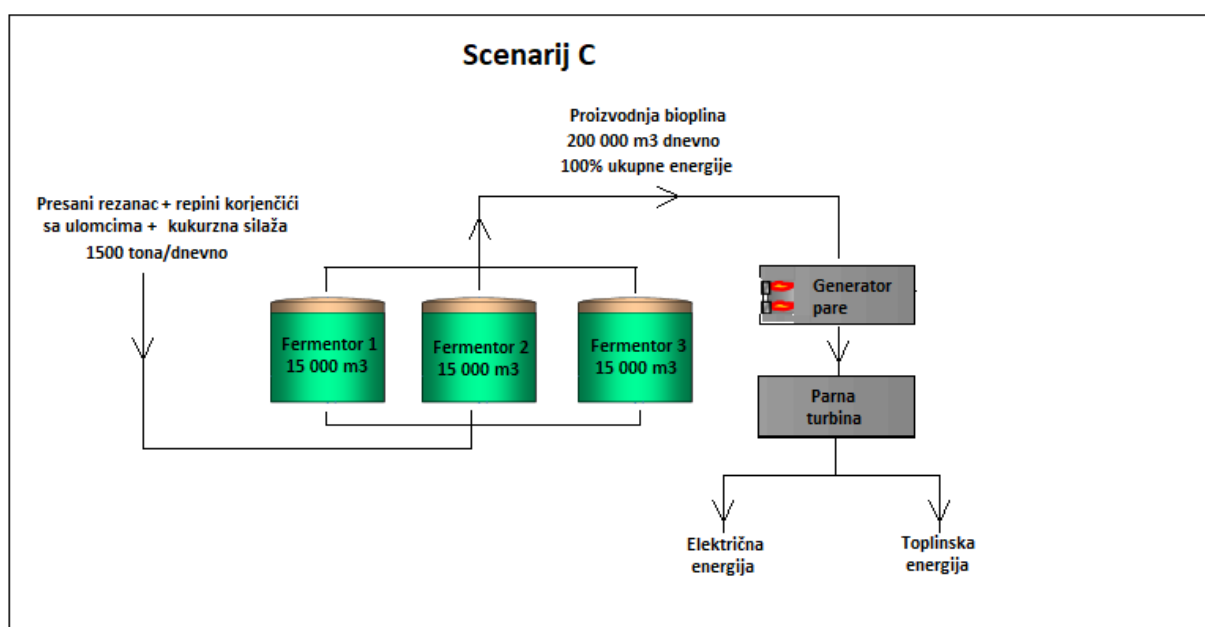 Scenarij C
Proizvodnja bioplina
200 000 m3 dnevno
100% ukupne energije
Presani rezanac + repini korjenčići
sa ulomcima + kukurzna silaža
1500 tona/dnevno
Fermentor 1
15 000 m3
Fermentor 2
15 000 m3
Fermentor 3
15 000 m3
Generator
pare
Parna
turbina
Električna
energija
Toplinska
energija